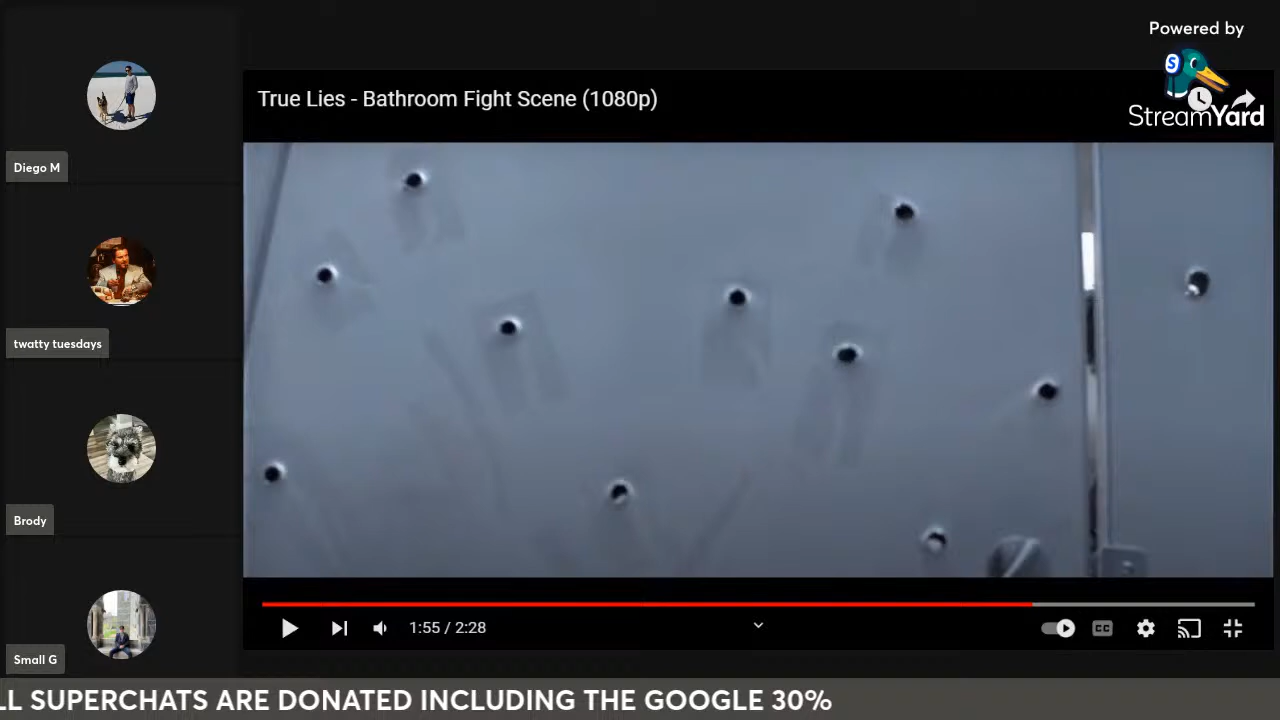 Powered by
StreamYard
True Lies - Bathroom Fight Scene (1080p)
Diego M
twatty tuesdays
Brody
Small G
1:55 / 2:28
CC
LL SUPERCHATS ARE DONATED INCLUDING THE GOOGLE 30%